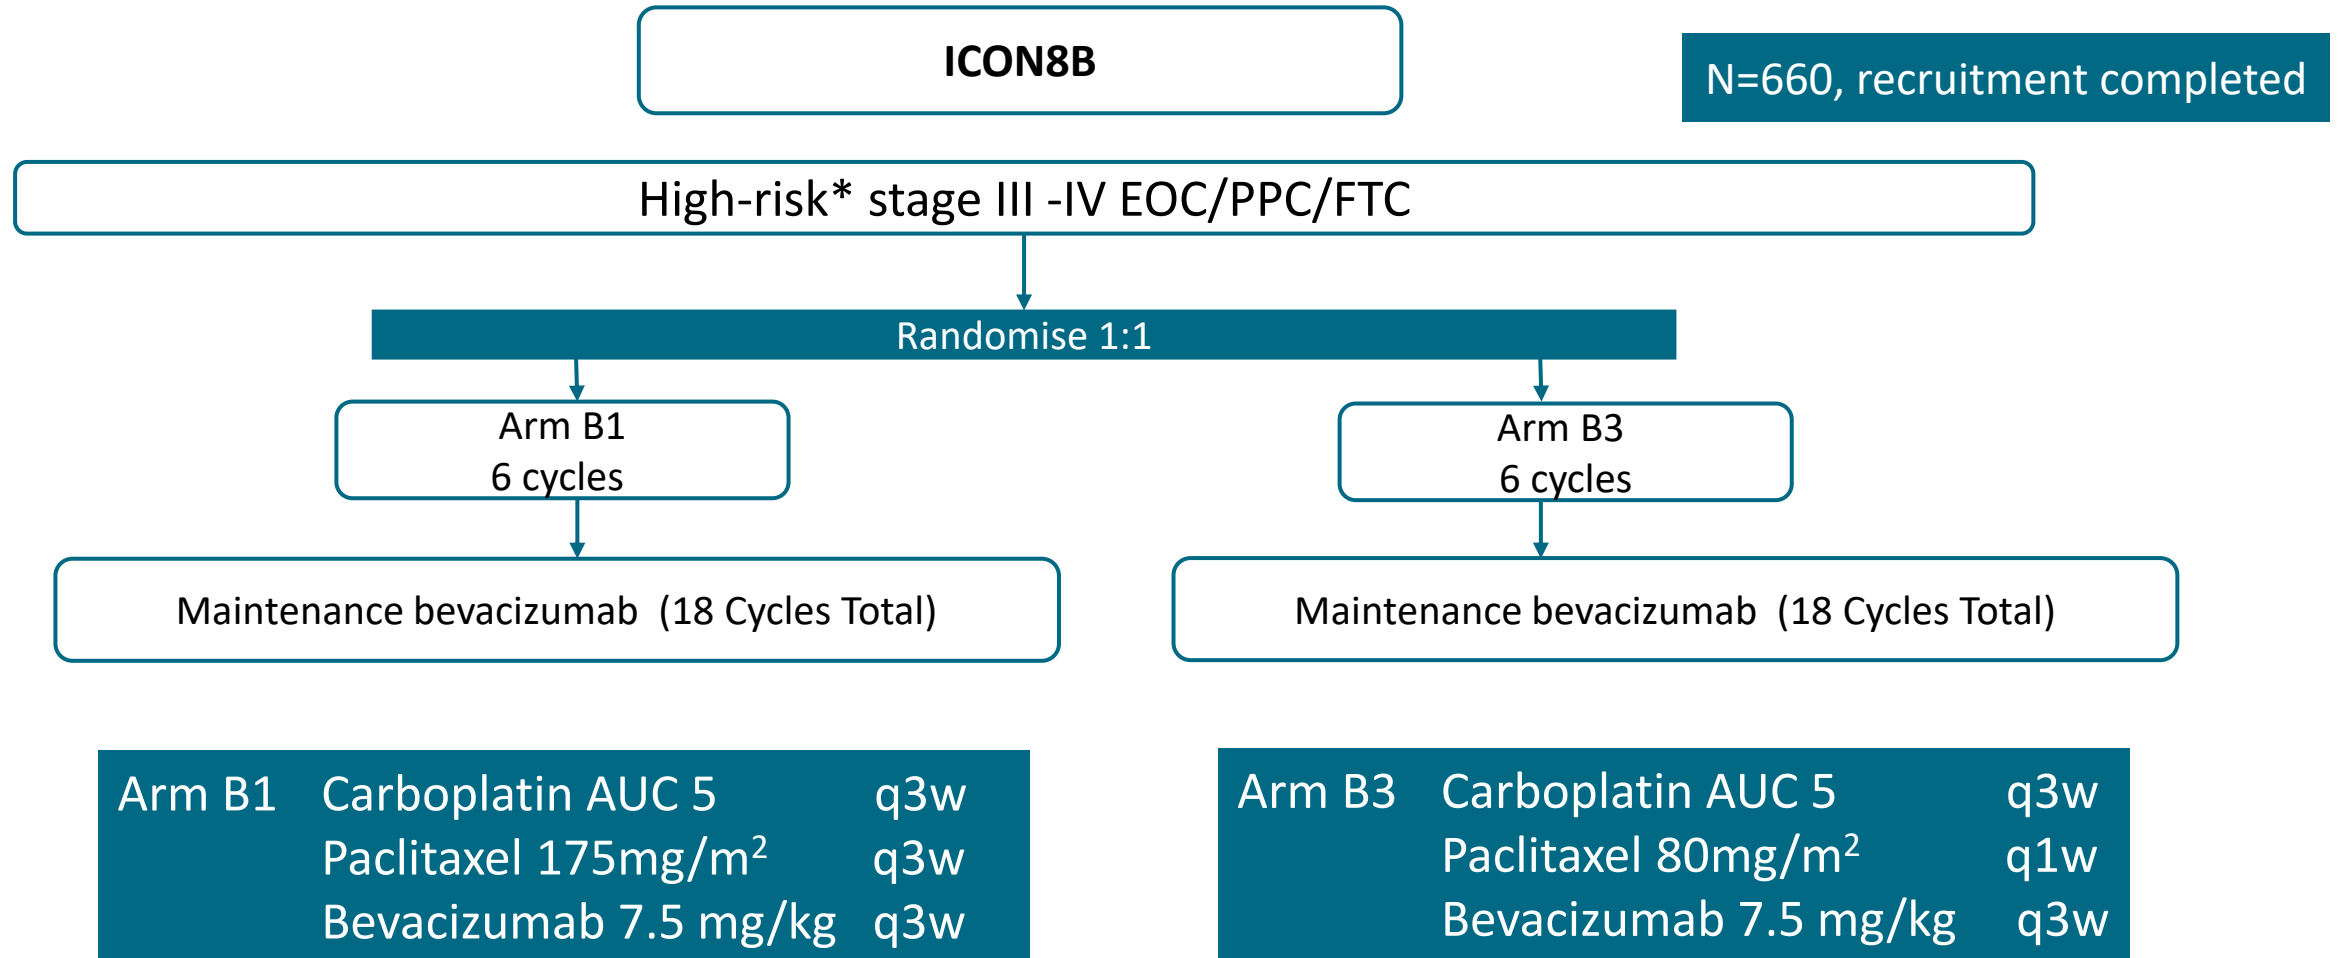 ICON8B
N=660, recruitment completed
High-risk* stage III -IV EOC/PPC/FTC
Randomise 1:1
Arm B1
6 cycles
Arm B3
6 cycles
Maintenance bevacizumab (18 Cycles Total)
Maintenance bevacizumab (18 Cycles Total)
Arm B1 Carboplatin AUC 5 q3w
Paclitaxel 175mg/m² q3w
Bevacizumab 7.5 mg/kg q3w
Arm B3 Carboplatin AUC 5 q3w
Paclitaxel 80mg/m² q1w
Bevacizumab 7.5 mg/kg q3w